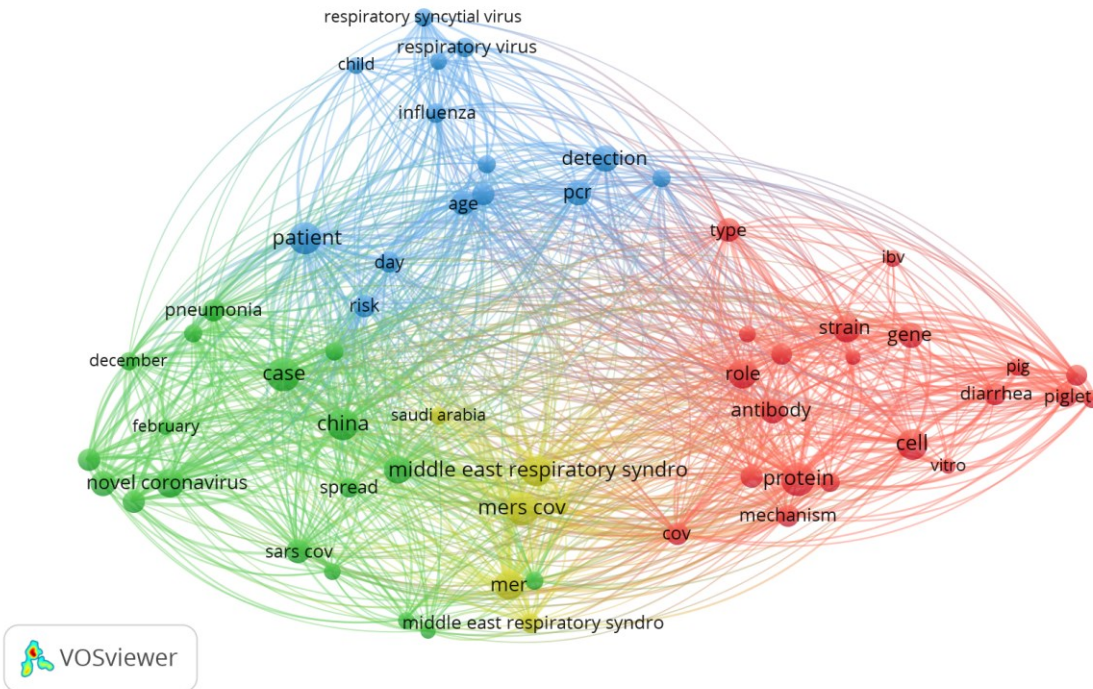 respiratory syncytial virus
respiratory virus
child
influenza
detection
pcr
age
type
patient
day
ibv
risk
pneumonia
strain
gene
december
case
role
pig
diarrhea
piglet
saudi arabia
antibody
february
china
cell
vitro
middle east respiratory syndro
protein
novel coronavirus
spread
mers cov
mechanism
cov
sars cov
mer
middle east respiratory syndro
VOSviewer